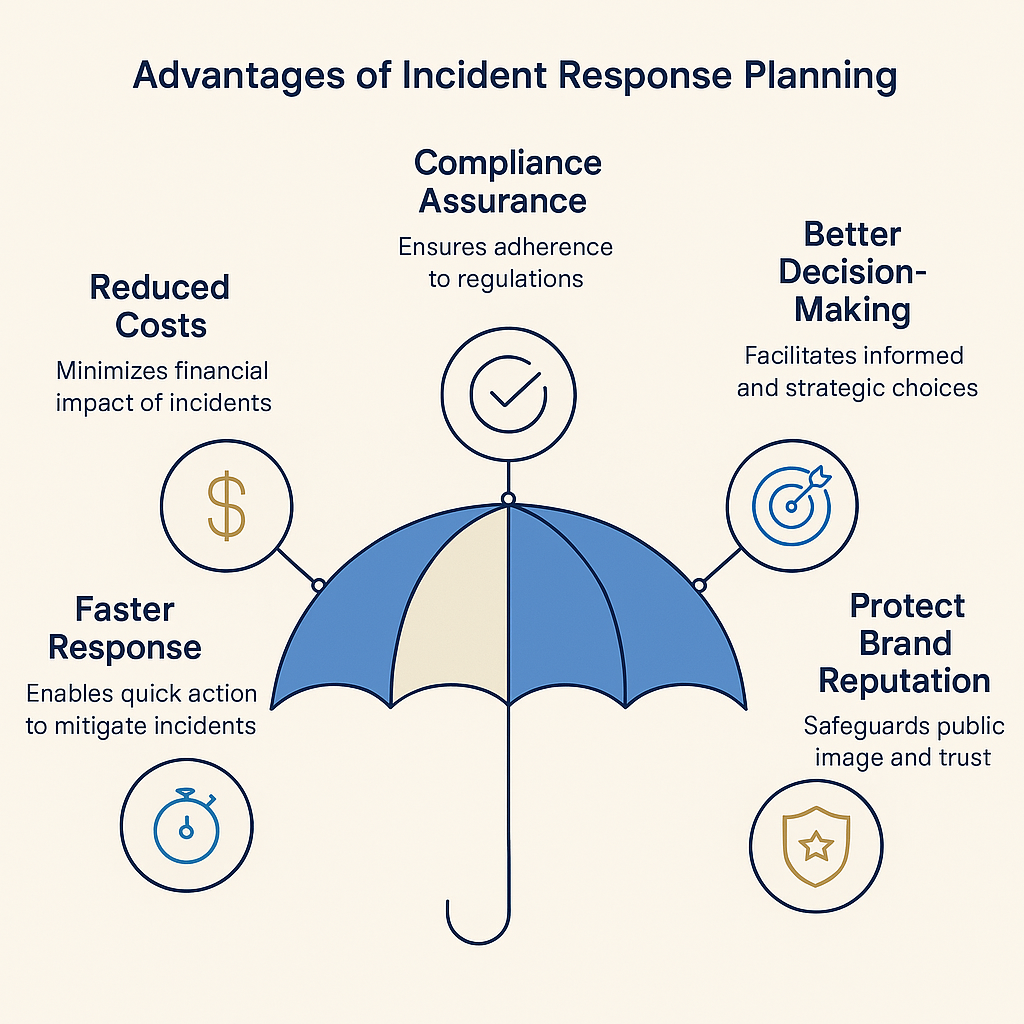 Advantages of Incident Response Planning
Compliance
Assurance
Ensures adherence
to regulations
Better
Decision-
Making
Facilitates informed
and strategic choices
Reduced
Costs
Minimizes financial
impact of incidents
$
Faster
Response
Enables quick action
to mitigate incidents
Protect
Brand
Reputation
Safeguards public
image and trust